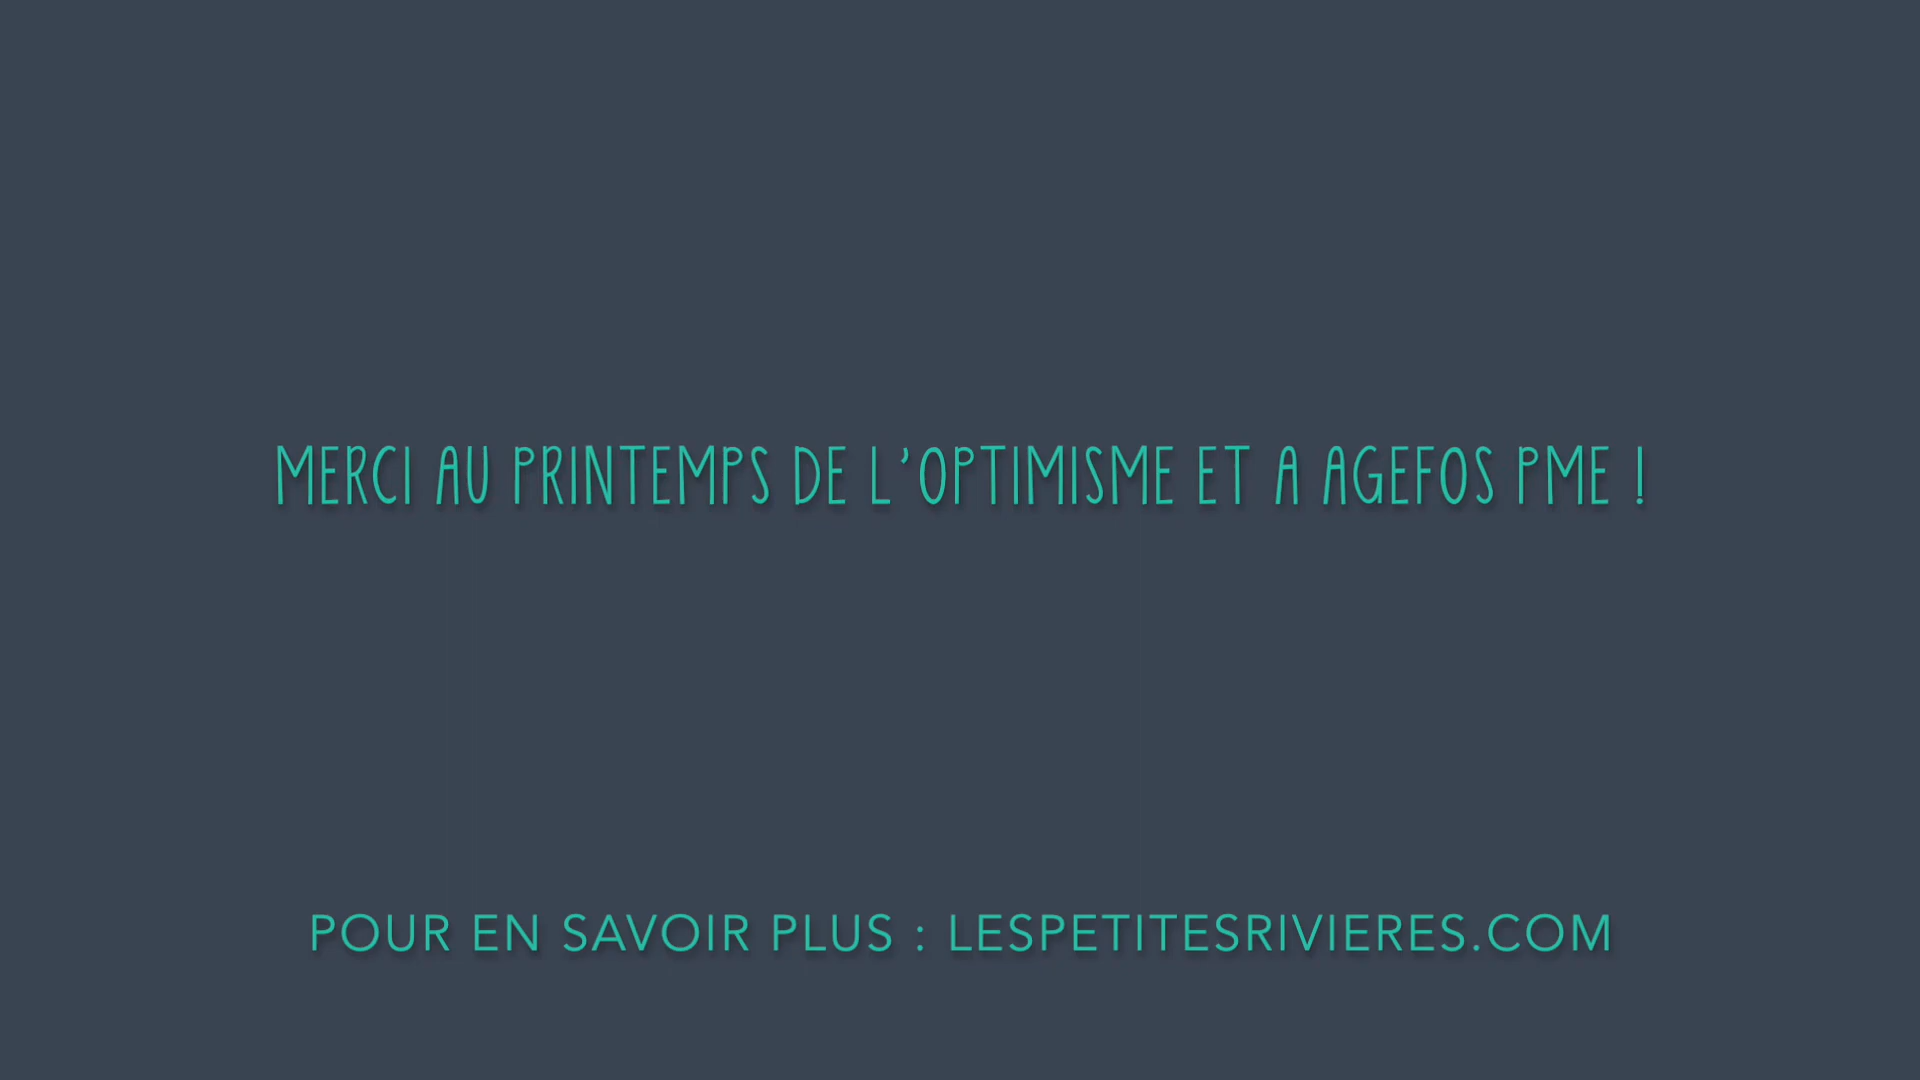 MERCI AU PRINTEMPS DE L'OPTIMISME ET A AGEFOS PME !
POUR EN SAVOIR PLUS : LESPETITESRIVIERES.COM